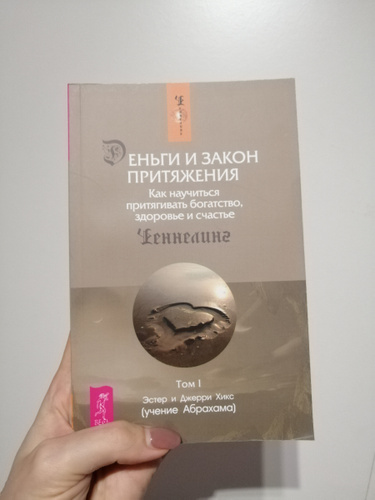 ДЕНЬГИ И ЗАКОН
ПРИТЯЖЕНИЯ
Как научиться
притягивать богатство,
здоровье и счастье
Ченнелинг
Том I
Эстер и Джерри Хикс
(учение Абрахама)